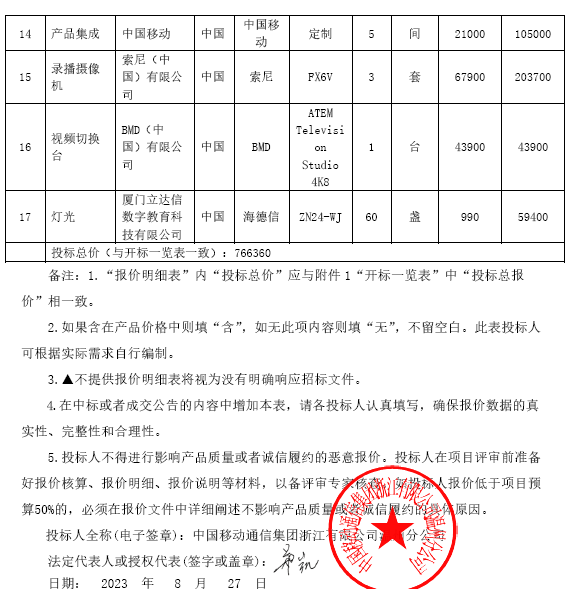 14 产品集成 中国移动 中国 中国移动 定制 5 间 21000 105000
15 录播摄像机 索尼（中国）有限公司 中国 索尼 PX6V 3 套 67900 203700
16 视频切换台 BMD（中国）有限公司 中国 BMD ATEM Television Studio 4K8 1 台 43900 43900
17 灯光 厦门立达信数字教育科技有限公司 中国 海德信 ZN24-WJ 60 盏 990 59400
投标总价（与开标一览表一致）：766360
备注：1.“报价明细表”内“投标总价”应与附件1“开标一览表”中“投标总报
价”相一致。
2.如果含在产品价格中则填“含”，如无此项内容则填“无”，不留空白。此表投标人
可根据实际需求自行编制。
3.▲不提供报价明细表将视为没有明确响应招标文件。
4.在中标或者成交公告的内容中增加本表，请各投标人认真填写，确保报价数据的真
实性、完整性和合理性。
5.投标人不得进行影响产品质量或者诚信履约的恶意报价。投标人在项目评审前准备
好报价核算、报价明细、报价说明等材料，以备评审专家核查。如投标人报价低于项目预
算50%的，必须在报价文件中详细阐述不影响产品质量或者诚信履约的具体原因。
投标人全称(电子签章)：中国移动通信集团浙江有限公司 分公司
法定代表人或授权代表(签字或盖章)：
日期： 2023 年 8 月 27 日